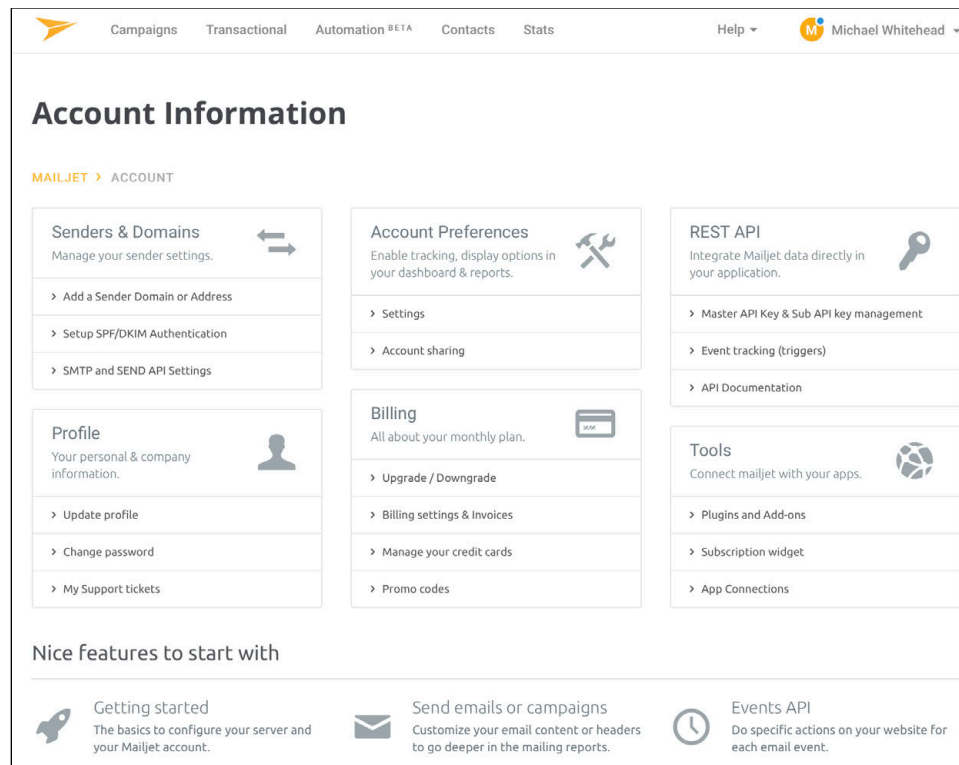 Campaigns Transactional Automation BETA Contacts Stats Help M Michael Whitehead
Account Information
MAILJET > ACCOUNT
Senders & Domains
Manage your sender settings.
> Add a Sender Domain or Address
> Setup SPF/DKIM Authentication
> SMTP and SEND API Settings
Profile
Your personal & company
information.
> Update profile
> Change password
> My Support tickets
Account Preferences
Enable tracking, display options in
your dashboard & reports.
> Settings
> Account sharing
Billing
All about your monthly plan.
> Upgrade / Downgrade
> Billing settings & Invoices
> Manage your credit cards
> Promo codes
REST API
Integrate Mailjet data directly in
your application.
> Master API Key & Sub API key management
> Event tracking (triggers)
> API Documentation
Tools
Connect mailjet with your apps.
> Plugins and Add-ons
> Subscription widget
> App Connections
Nice features to start with
Getting started
The basics to configure your server and
your Mailjet account.
Send emails or campaigns
Customize your email content or headers
to go deeper in the mailing reports.
Events API
Do specific actions on your website for
each email event.